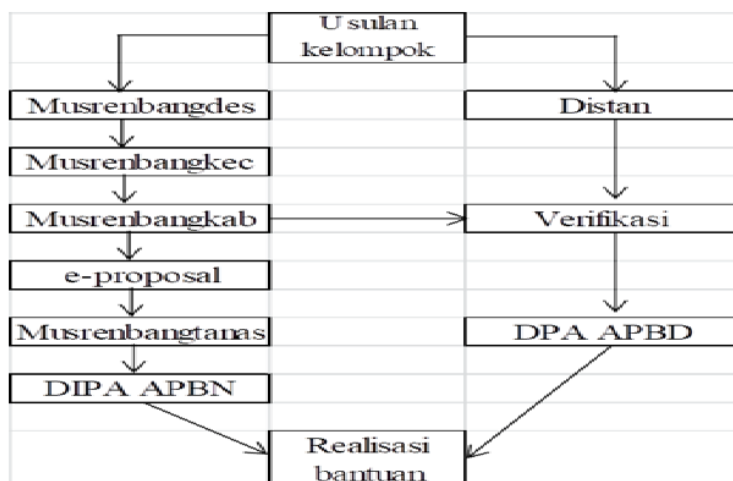 Usulan
kelompok
Musrenbangdes
Distan
Musrenbangkec
Musrenbangkab
Verifikasi
e-proposal
Musrenbangtanas
DPA APBD
DIPA APBN
Realisasi
bantuan